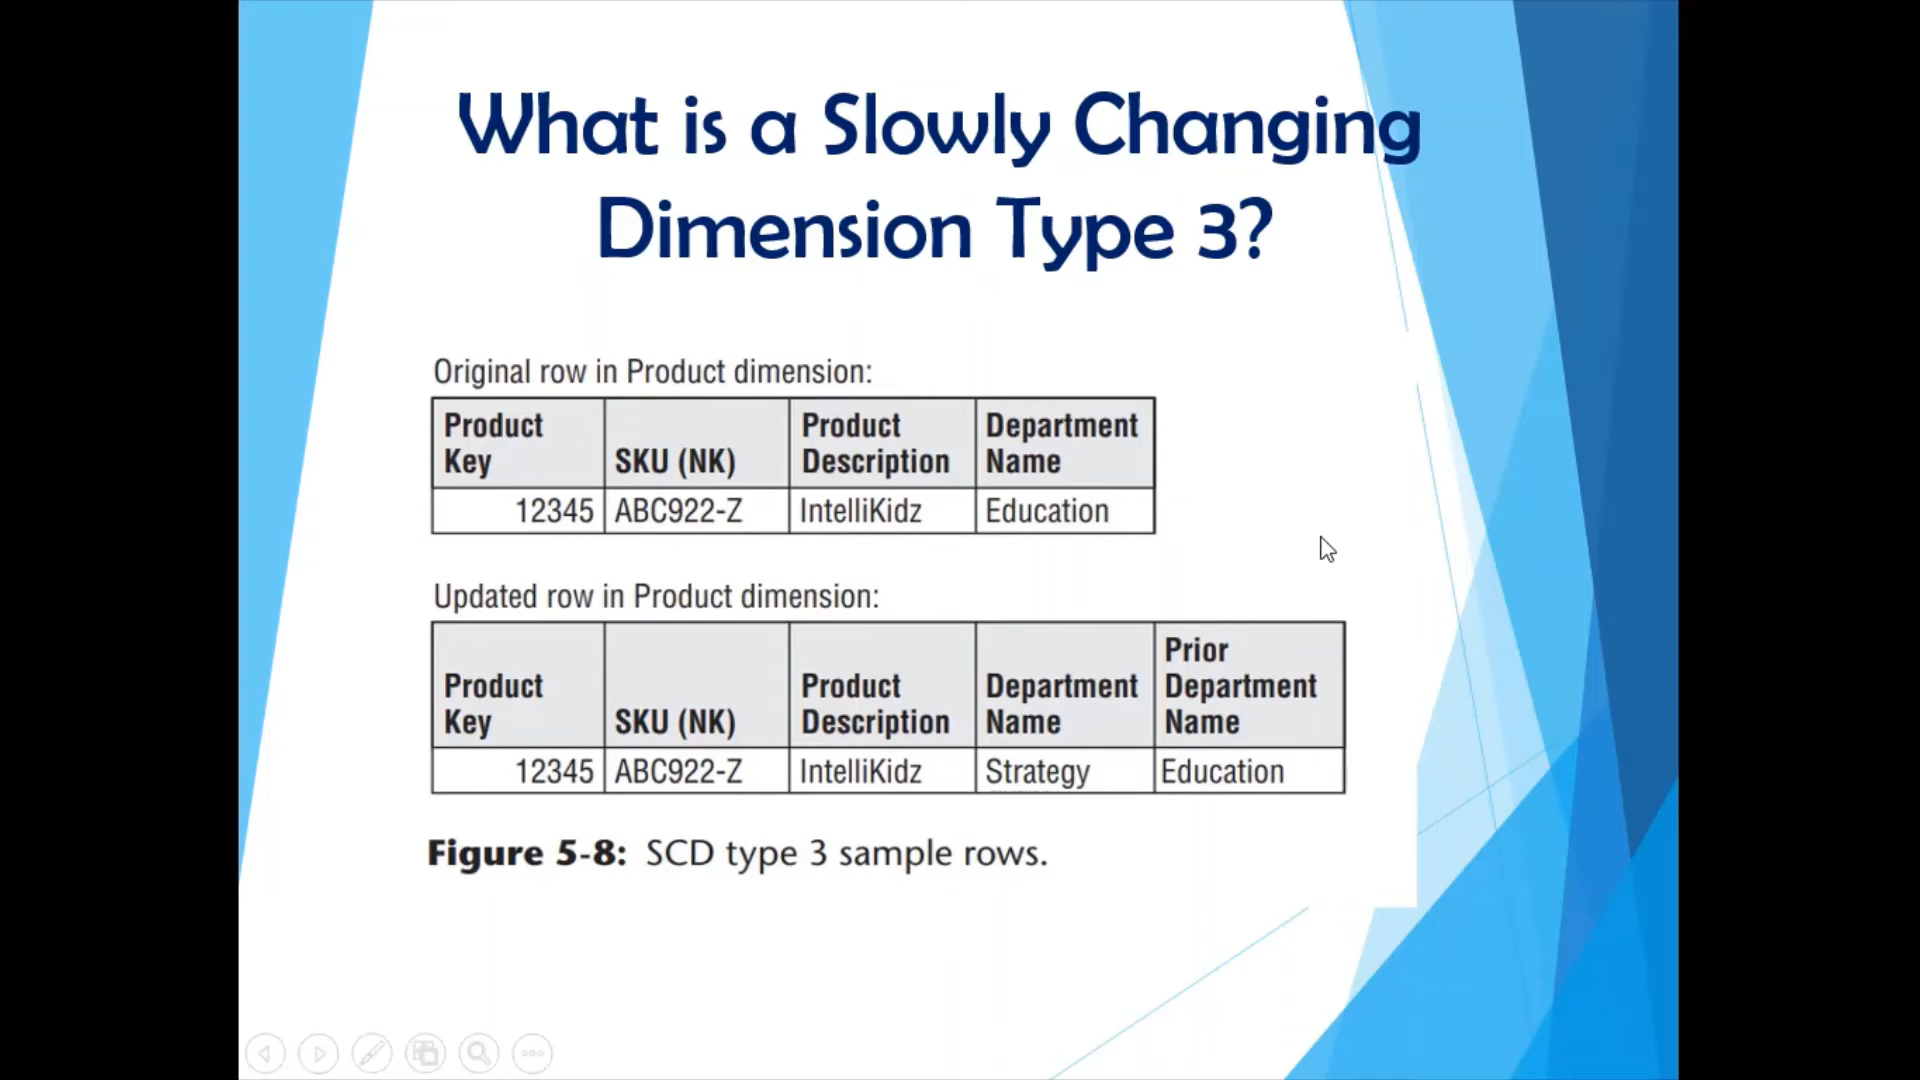 What is a Slowly Changing
Dimension Type 3?
Original row in Product dimension:
Product Key SKU (NK) Product Description Department Name
12345 ABC922-Z IntelliKidz Education
Updated row in Product dimension:
Product Key SKU (NK) Product Description Department Name Prior Department Name
12345 ABC922-Z IntelliKidz Strategy Education
Figure 5-8: SCD type 3 sample rows.